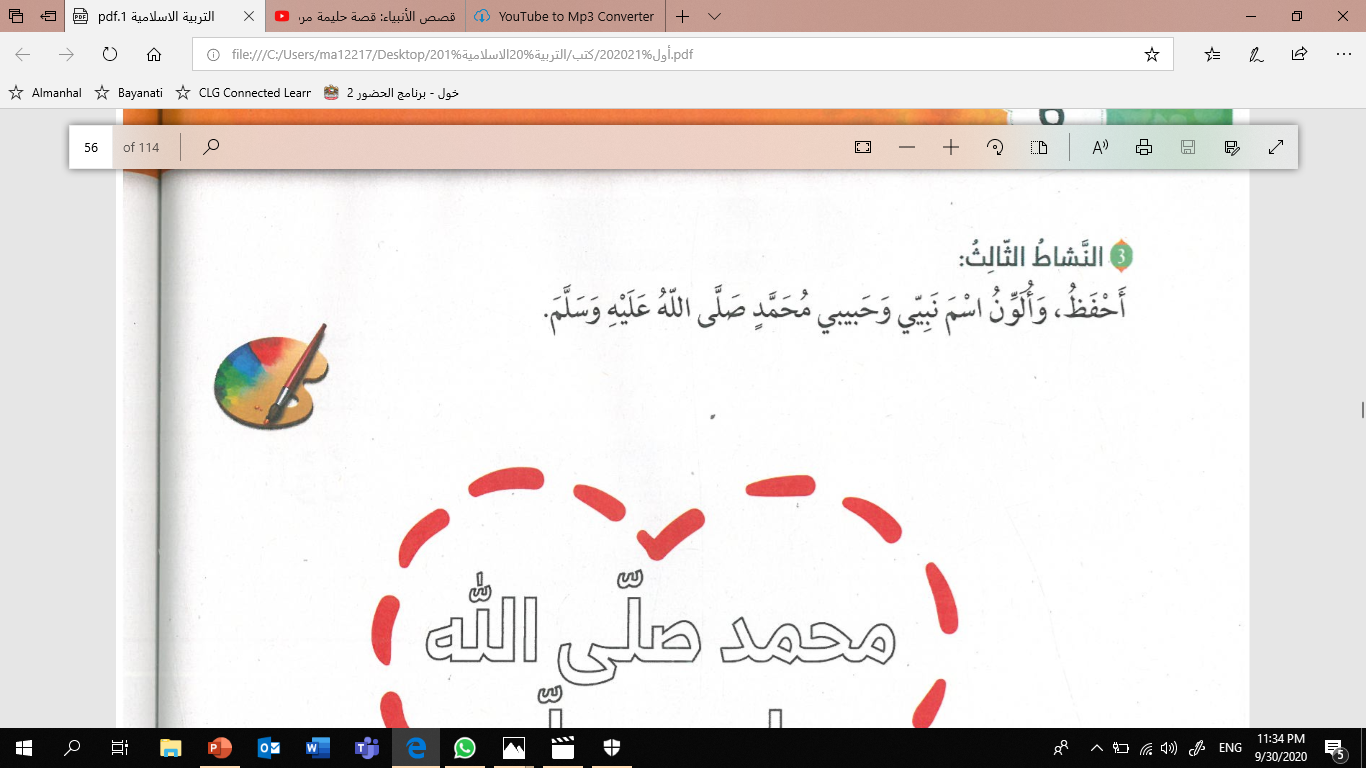 التربية الاسلامية 1.pdf
قصص الأنبياء: قصة حليمة مر
YouTube to Mp3 Converter
file:///C:/Users/ma12217/Desktop/201%كتب/التربية%20الاسلامية/202021%أول.pdf
Almanhal
Bayanati
CLG Connected Learr
خول - برنامج الحضور 2
56 of 114
3 النَّشاطُ الثّالِثُ:
أَحْفَظُ، وَأُلَوِّنُ اسْمَ نَبِيّي وَحَبيبي مُحَمَّدٍ صَلَّى اللّهُ عَلَيْهِ وَسَلَّمَ.
محمد صلّى الله
ENG
11:34 PM
9/30/2020
5